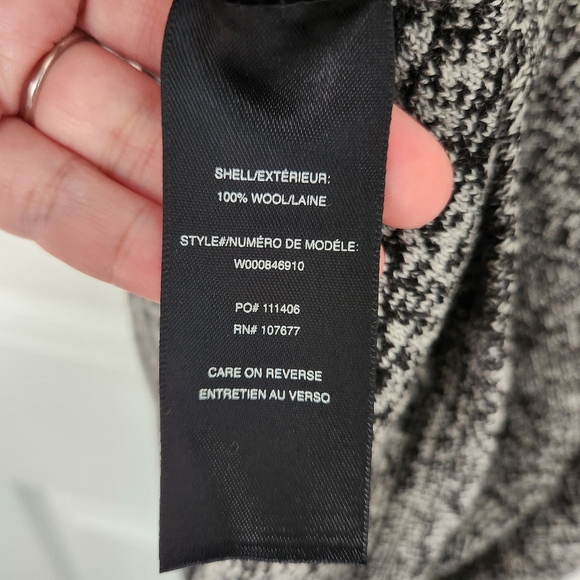 SHELL/EXTÉRIEUR:
100% WOOL/LAINE
STYLE#/NUMÉRO DE MODÉLE:
W000846910
PO# 111406
RN# 107677
CARE ON REVERSE
ENTRETIEN AU VERSO